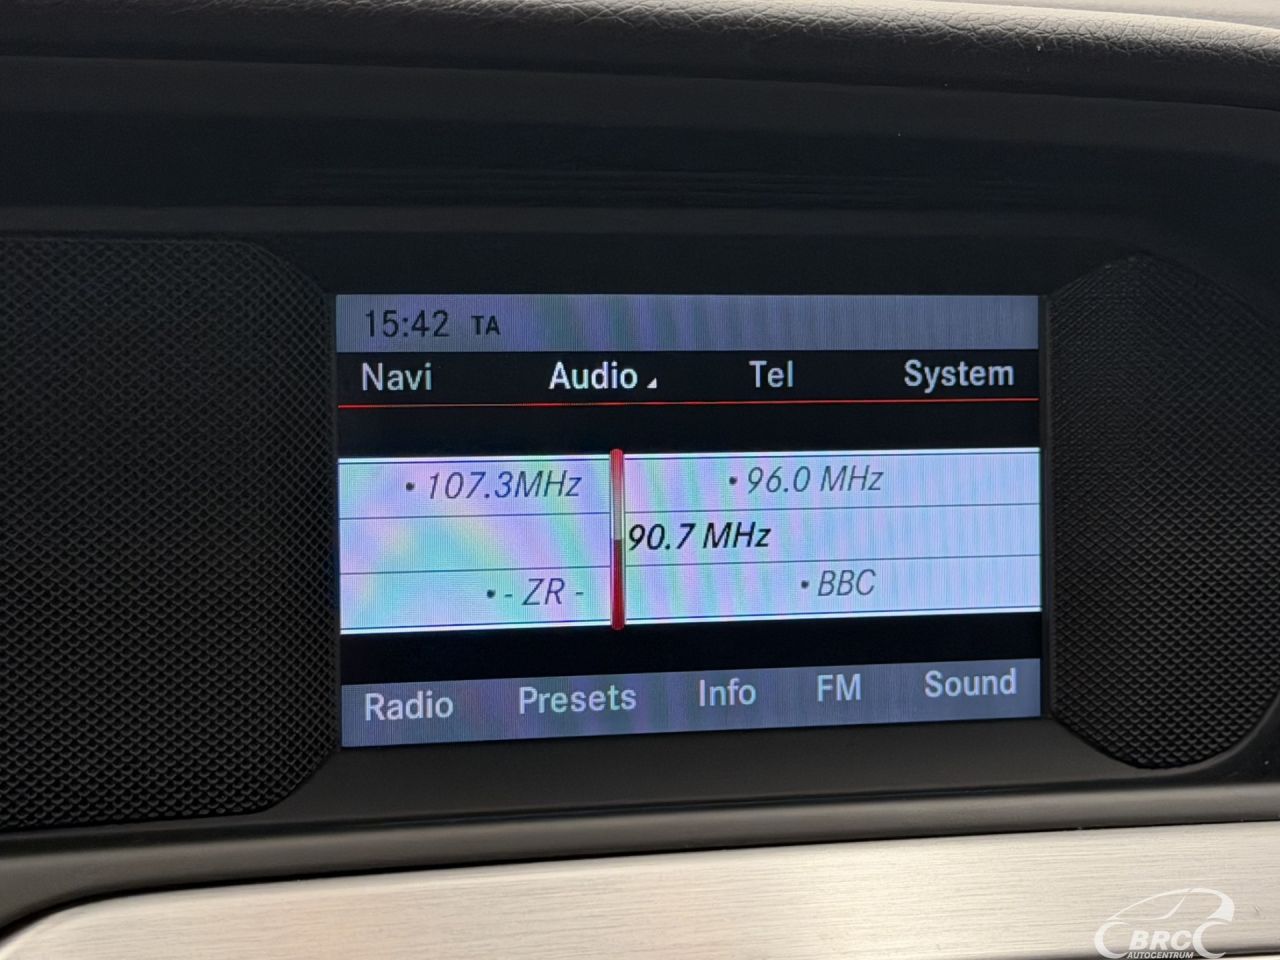 15:42 TA
Navi Audio Tel System
• 107.3MHz • 96.0 MHz
90.7 MHz
• - ZR - • BBC
Radio Presets Info FM Sound
BRC
AUTOCENTRUM